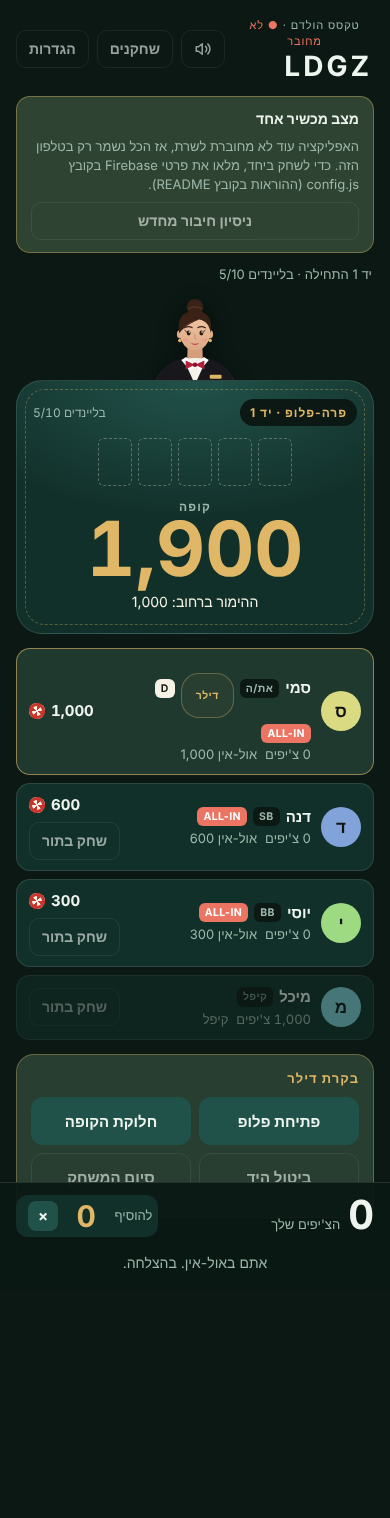 טקסס הולדם · ● לא
מחובר
LDGZ
שחקנים
הגדרות
מצב מכשיר אחד
האפליקציה עוד לא מחוברת לשרת, אז הכל נשמר רק בטלפון
הזה. כדי לשחק ביחד, מלאו את פרטי Firebase בקובץ
config.js (ההוראות בקובץ README).
ניסיון חיבור מחדש
יד 1 התחילה · בליינדים 5/10
פרה-פלופ · יד 1
בליינדים 5/10
קופה
1,900
ההימור ברחוב: 1,000
ס
סמי את/ה דילר D
ALL-IN
0 צ'יפים אול-אין 1,000
1,000
ד
דנה SB ALL-IN
0 צ'יפים אול-אין 600
600
שחק בתור
י
יוסי BB ALL-IN
0 צ'יפים אול-אין 300
300
שחק בתור
מ
מיכל קיפל
1,000 צ'יפים קיפל
שחק בתור
בקרת דילר
פתיחת פלופ
חלוקת הקופה
ביטול היד
סיום המשחק
0 הצ'יפים שלך
להוסיף 0 ×
אתם באול-אין. בהצלחה.